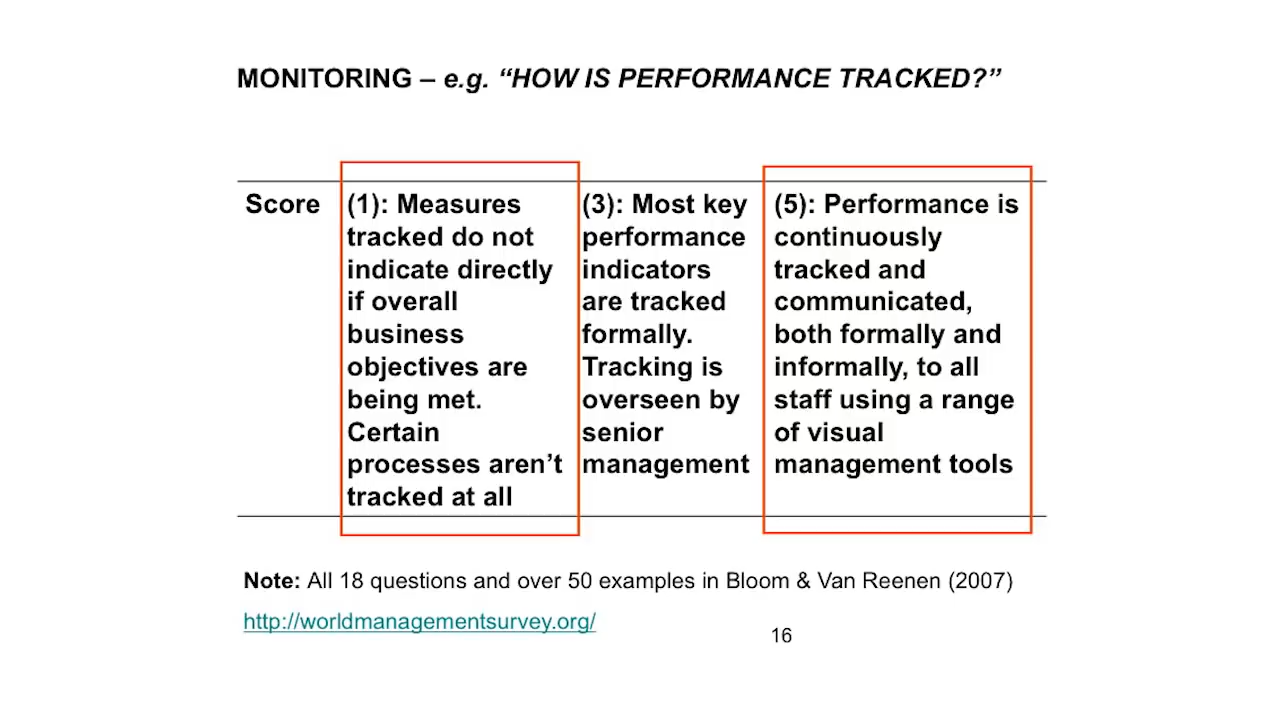 MONITORING – e.g. “HOW IS PERFORMANCE TRACKED?”
Score
(1): Measures
tracked do not
indicate directly
if overall
business
objectives are
being met.
Certain
processes aren’t
tracked at all
(3): Most key
performance
indicators
are tracked
formally.
Tracking is
overseen by
senior
management
(5): Performance is
continuously
tracked and
communicated,
both formally and
informally, to all
staff using a range
of visual
management tools
Note: All 18 questions and over 50 examples in Bloom & Van Reenen (2007)
http://worldmanagementsurvey.org/
16